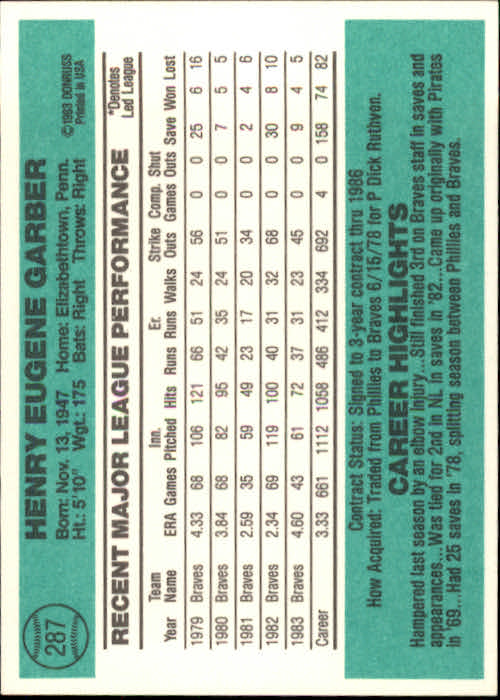 287
HENRY EUGENE GARBER
©1983 DONRUSS
Printed in USA
Born: Nov. 13, 1947 Home: Elizabethtown, Penn.
Ht.: 5'10" Wgt.: 175 Bats: Right Throws: Right
RECENT MAJOR LEAGUE PERFORMANCE
*Denotes
Led League
Team Inn. Er. Strike Comp. Shut
Year Name ERA Games Pitched Hits Runs Runs Walks Outs Games Outs Save Won Lost
1979 Braves 4.33 68 106 121 66 51 24 56 0 0 25 6 16
1980 Braves 3.84 68 82 95 42 35 24 51 0 0 7 5 5
1981 Braves 2.59 35 59 49 23 17 20 34 0 0 2 4 6
1982 Braves 2.34 69 119 100 40 31 32 68 0 0 30 8 10
1983 Braves 4.60 43 61 72 37 31 23 45 0 0 9 4 5
Career 3.33 661 1112 1058 486 412 334 692 4 0 158 74 82
Contract Status: Signed to 3-year contract thru 1986
How Acquired: Traded from Phillies to Braves 6/15/78 for P Dick Ruthven.
CAREER HIGHLIGHTS
Hampered last season by an elbow injury...Still finished 3rd on Braves staff in saves and
appearances...Was tied for 2nd in NL in saves in '82...Came up originally with Pirates
in '69...Had 25 saves in '78, splitting season between Phillies and Braves.